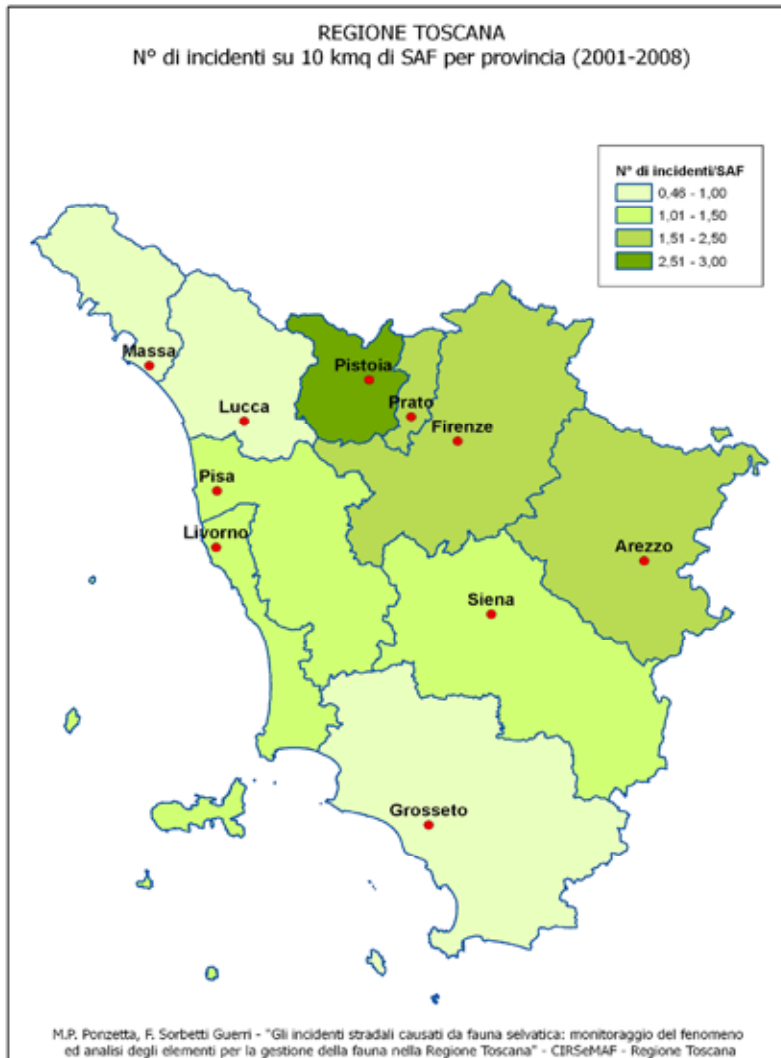 REGIONE TOSCANA
N° di incidenti su 10 kmq di SAF per provincia (2001-2008)
N° di incidenti/SAF
0,46 - 1,00
1,01 - 1,50
1,51 - 2,50
2,51 - 3,00
Massa
Pistoia
Lucca
Prato
Firenze
Pisa
Livorno
Arezzo
Siena
Grosseto
M.P. Ponzetta, F. Sorbetti Guerri - "Gli incidenti stradali causati da fauna selvatica: monitoraggio del fenomeno
ed analisi degli elementi per la gestione della fauna nella Regione Toscana" - CIRSeMAF - Regione Toscana